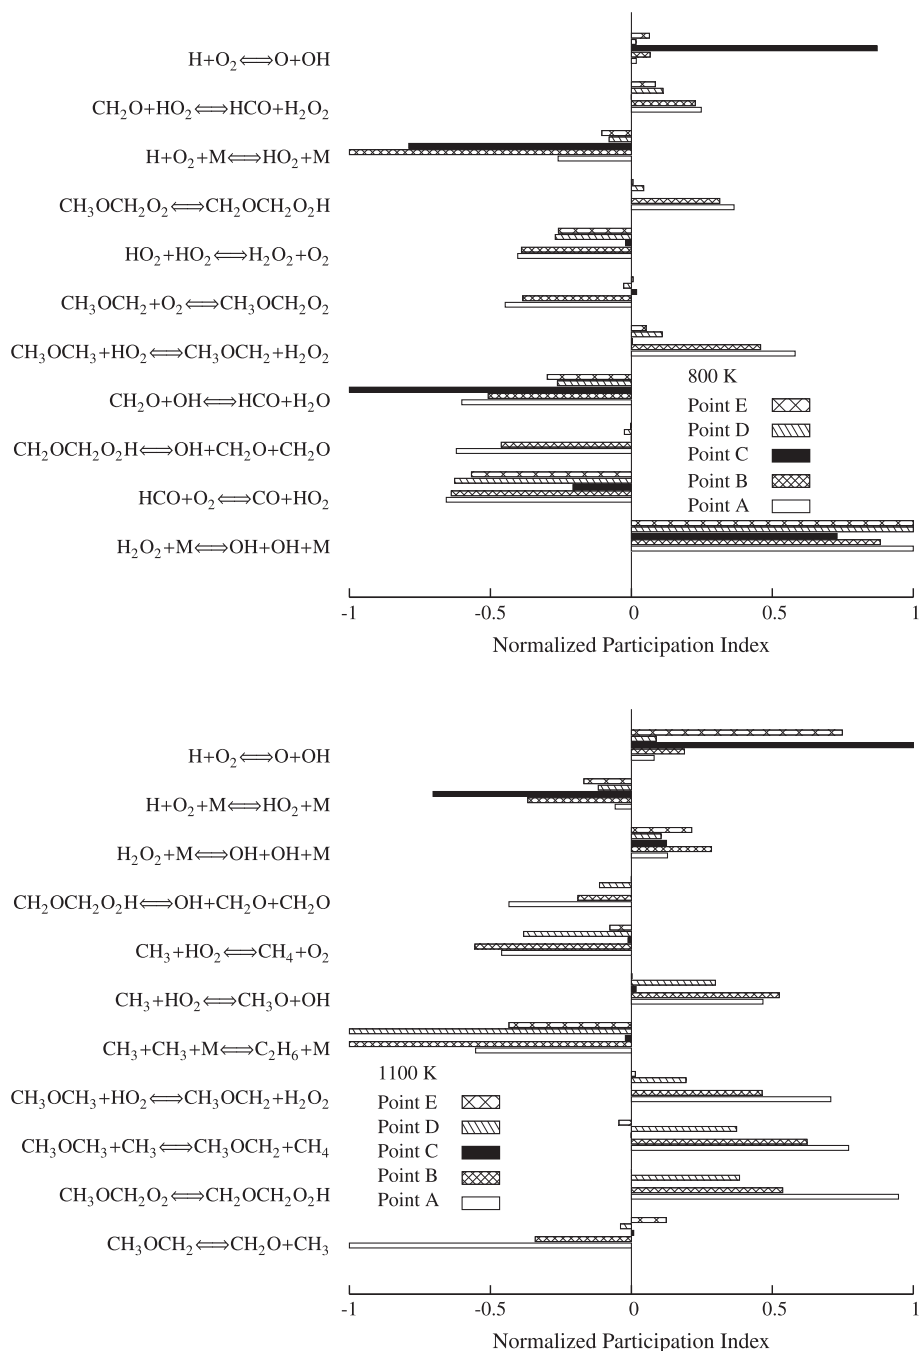 H+O₂⟺O+OH
CH₂O+HO₂⟺HCO+H₂O₂
H+O₂+M⟺HO₂+M
CH₃OCH₂O₂⟺CH₂OCH₂O₂H
HO₂+HO₂⟺H₂O₂+O₂
CH₃OCH₂+O₂⟺CH₃OCH₂O₂
CH₃OCH₃+HO₂⟺CH₃OCH₂+H₂O₂
CH₂O+OH⟺HCO+H₂O
CH₂OCH₂O₂H⟺OH+CH₂O+CH₂O
HCO+O₂⟺CO+HO₂
H₂O₂+M⟺OH+OH+M
800 K
Point E
Point D
Point C
Point B
Point A
-1 -0.5 0 0.5 1
Normalized Participation Index
H+O₂⟺O+OH
H+O₂+M⟺HO₂+M
H₂O₂+M⟺OH+OH+M
CH₂OCH₂O₂H⟺OH+CH₂O+CH₂O
CH₃+HO₂⟺CH₄+O₂
CH₃+HO₂⟺CH₃O+OH
CH₃+CH₃+M⟺C₂H₆+M
CH₃OCH₃+HO₂⟺CH₃OCH₂+H₂O₂
CH₃OCH₃+CH₃⟺CH₃OCH₂+CH₄
CH₃OCH₂O₂⟺CH₂OCH₂O₂H
CH₃OCH₂⟺CH₂O+CH₃
1100 K
Point E
Point D
Point C
Point B
Point A
-1 -0.5 0 0.5 1
Normalized Participation Index